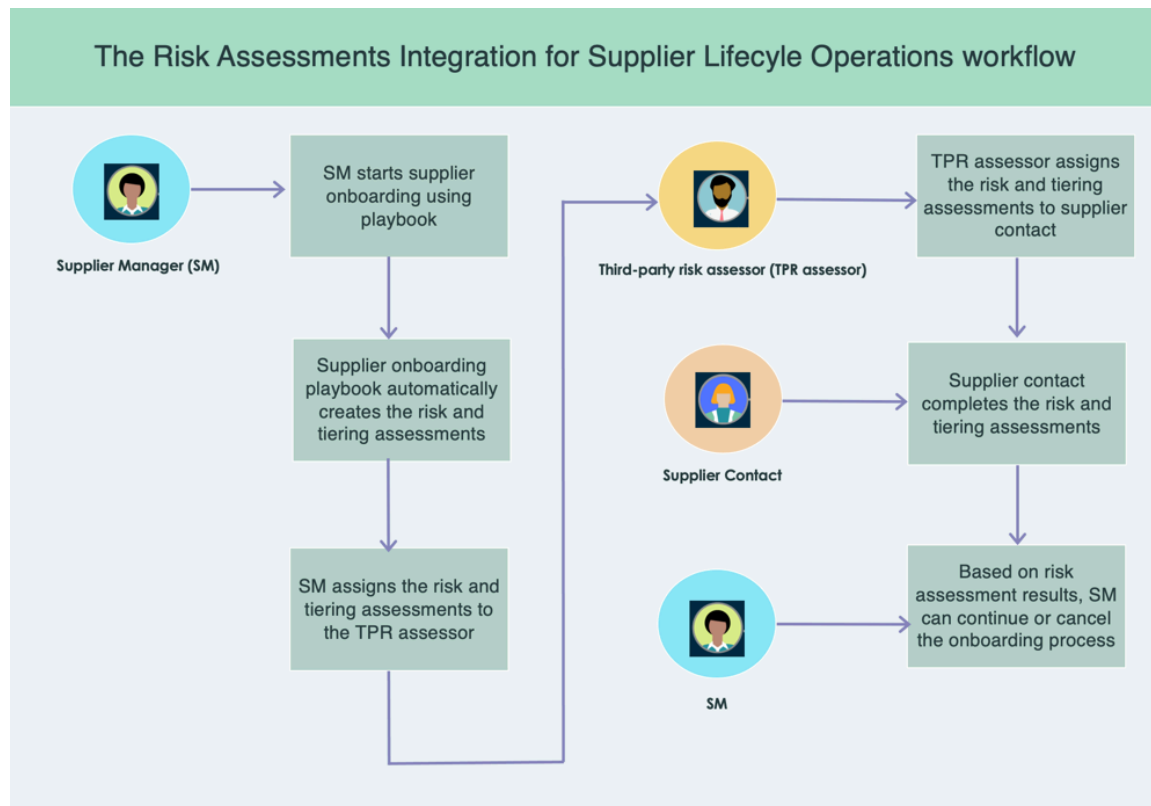 The Risk Assessments Integration for Supplier Lifecyle Operations workflow
SM starts supplier
onboarding using
playbook
Supplier Manager (SM)
Supplier onboarding
playbook automatically
creates the risk and
tiering assessments
SM assigns the risk and
tiering assessments to
the TPR assessor
Third-party risk assessor (TPR assessor)
TPR assessor assigns
the risk and tiering
assessments to supplier
contact
Supplier Contact
Supplier contact
completes the risk and
tiering assessments
SM
Based on risk
assessment results, SM
can continue or cancel
the onboarding process